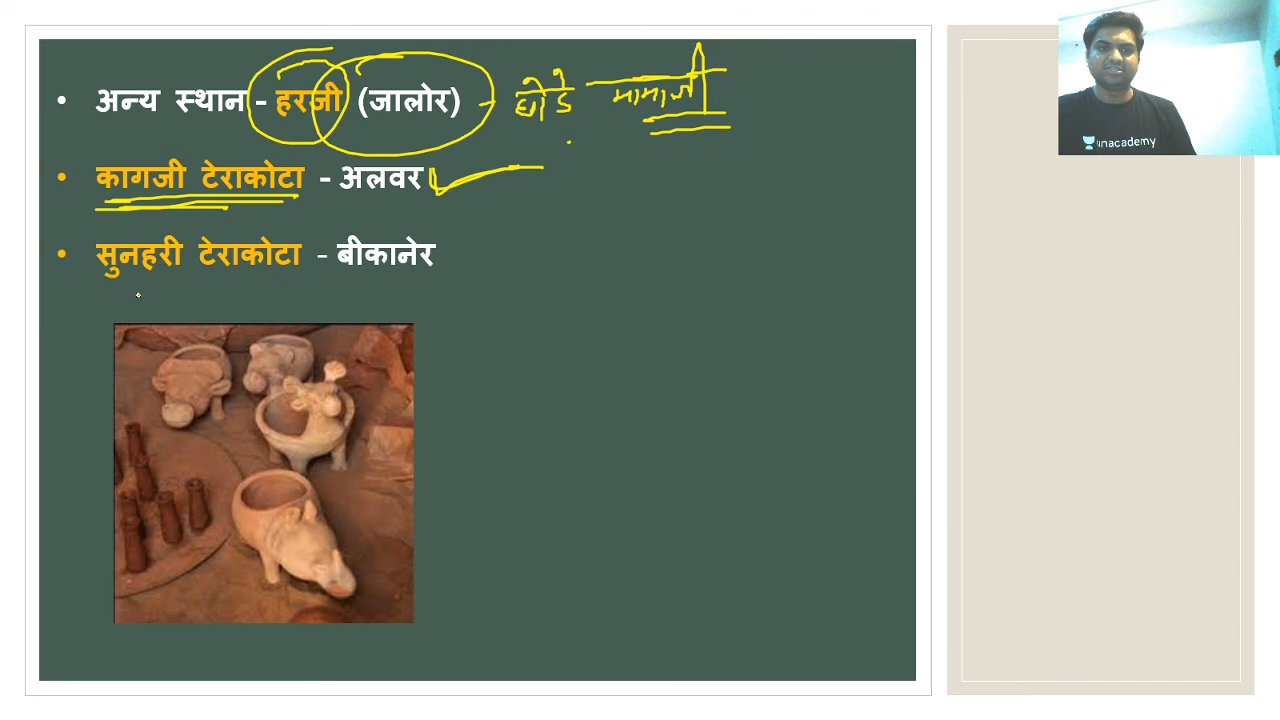 • अन्य स्थान - हरजी (जालोर) - घोडे मामाजी
• कागजी टेराकोटा - अलवर
• सुनहरी टेराकोटा - बीकानेर
unacademy